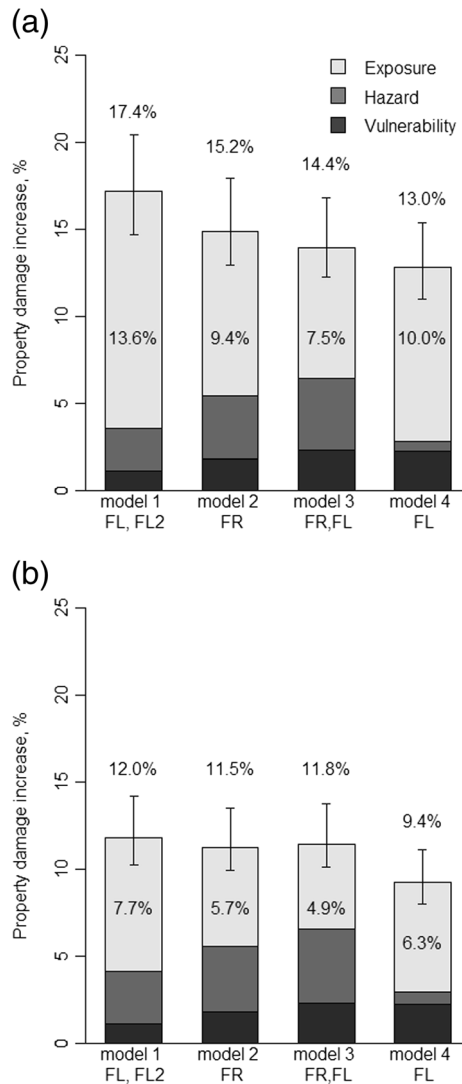 (a)
Property damage increase, %
25
20
15
10
5
0
Exposure
Hazard
Vulnerability
17.4%
15.2%
14.4%
13.0%
13.6%
9.4%
7.5%
10.0%
model 1
FL, FL2
model 2
FR
model 3
FR,FL
model 4
FL
(b)
Property damage increase, %
25
20
15
10
5
0
12.0%
11.5%
11.8%
9.4%
7.7%
5.7%
4.9%
6.3%
model 1
FL, FL2
model 2
FR
model 3
FR,FL
model 4
FL